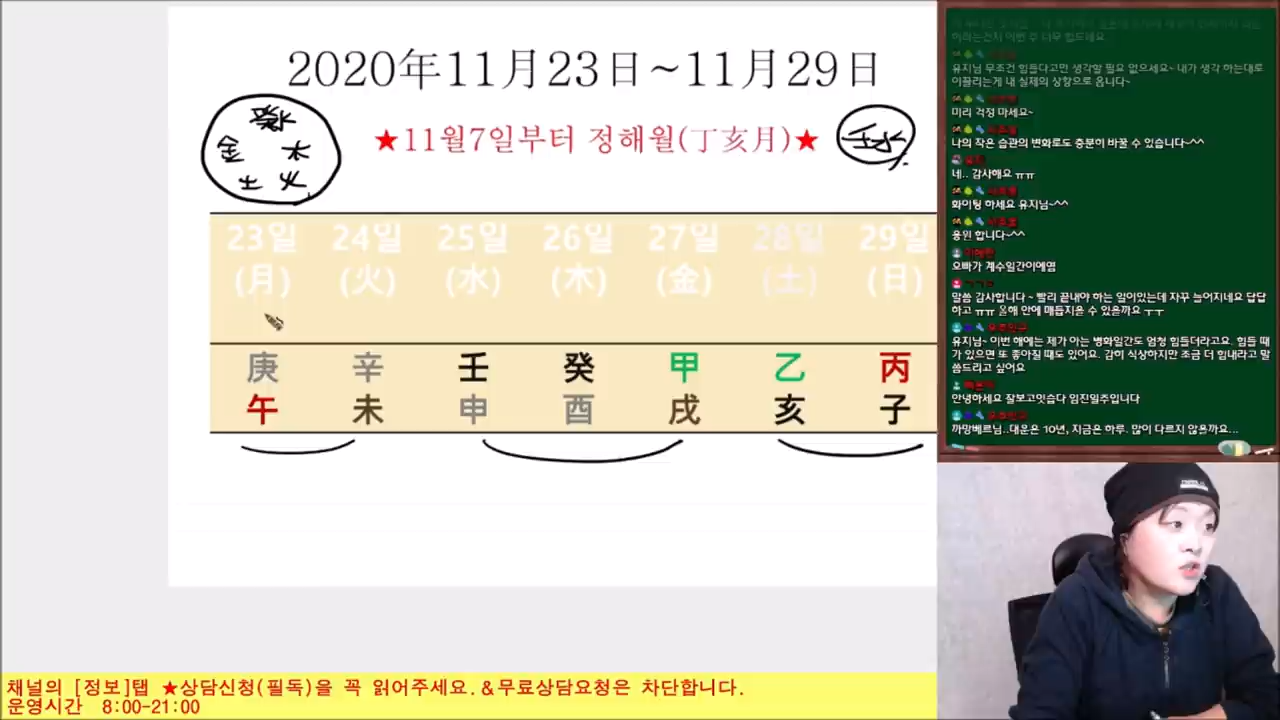 2020年11月23日~11月29日
癸水
金 木
土 火
★11월7일부터 정해월(丁亥月)★
壬水
23일 24일 25일 26일 27일 28일 29일
(月) (火) (水) (木) (金) (土) (日)
庚 辛 壬 癸 甲 乙 丙
午 未 申 酉 戌 亥 子
유지님 무조건 힘들다고만 생각할 필요 없으세요~ 내가 생각 하는대로
이끌리는게 내 실제의 상황으로 옵니다~
미리 걱정 마세요~
나의 작은 습관의 변화로도 충분히 바꿀 수 있습니다~^^
네.. 감사해요 ㅠㅠ
화이팅 하세요 유지님~^^
응원 합니다~^^
오빠가 계수일간이에염
말씀 감사합니다 ~ 빨리 끝내야 하는 일이있는데 자꾸 늘어지네요 답답
하고 ㅠㅠ 올해 안에 매듭지을 수 있을까요 ㅜㅜ
유지님~ 이번 해에는 제가 아는 병화일간도 엄청 힘들더라고요. 힘들 때
가 있으면 또 좋아질 때도 있어요. 감히 식상하지만 조금 더 힘내라고 말
씀드리고 싶어요
안녕하세요 잘보고잇습다 임진일주입니다
까망베르님..대운은 10년, 지금은 하루. 많이 다르지 않을까요...
채널의 [정보]탭 ★상담신청(필독)을 꼭 읽어주세요.&무료상담요청은 차단합니다.
운영시간 8:00-21:00